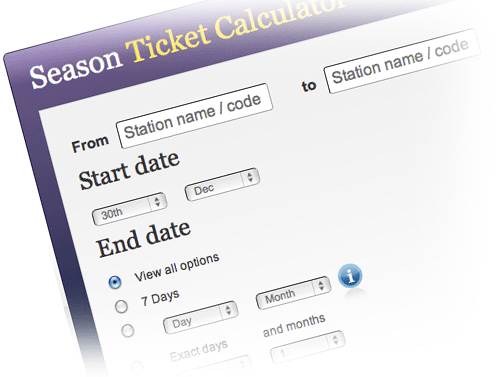 Season Ticket Calculator
From Station name / code to Station name / code
Start date
30th Dec
End date
View all options
7 Days
Day Month
Exact days and months
1